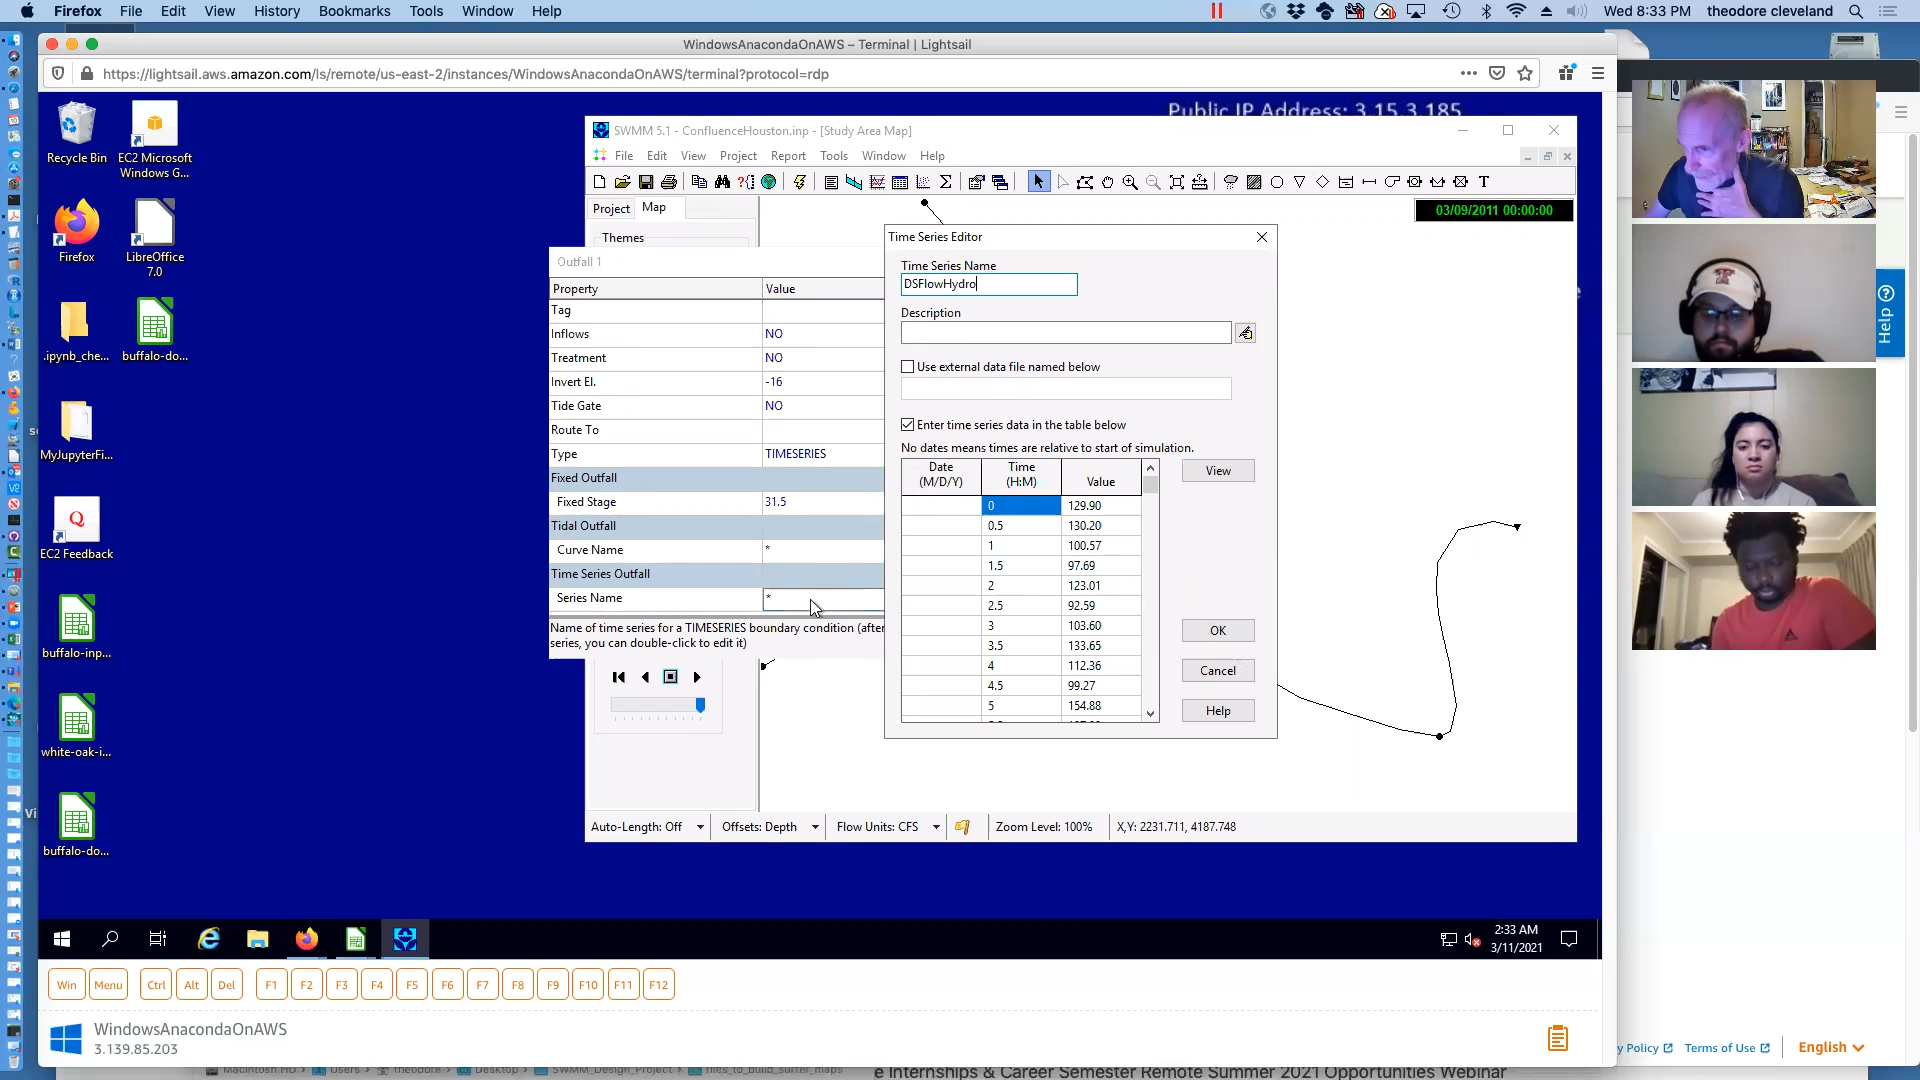 Firefox File Edit View History Bookmarks Tools Window Help
Wed 8:33 PM theodore cleveland
WindowsAnacondaOnAWS – Terminal | Lightsail
https://lightsail.aws.amazon.com/ls/remote/us-east-2/instances/WindowsAnacondaOnAWS/terminal?protocol=rdp
Public IP Address: 3.15.3.185
Recycle Bin
EC2 Microsoft
Windows G...
Firefox
LibreOffice
7.0
.ipynb_che...
buffalo-do...
MyJupyterFi...
EC2 Feedback
buffalo-inp...
white-oak-i...
buffalo-do...
SWMM 5.1 - ConfluenceHouston.inp - [Study Area Map]
File Edit View Project Report Tools Window Help
Project Map
03/09/2011 00:00:00
Themes
Outfall 1
Property Value
Tag
Inflows NO
Treatment NO
Invert El. -16
Tide Gate NO
Route To
Type TIMESERIES
Fixed Outfall
Fixed Stage 31.5
Tidal Outfall
Curve Name *
Time Series Outfall
Series Name *
Name of time series for a TIMESERIES boundary condition (after
series, you can double-click to edit it)
Time Series Editor
Time Series Name
DSFlowHydro
Description
Use external data file named below
Enter time series data in the table below
No dates means times are relative to start of simulation.
Date Time
(M/D/Y) (H:M) Value
0 129.90
0.5 130.20
1 100.57
1.5 97.69
2 123.01
2.5 92.59
3 103.60
3.5 133.65
4 112.36
4.5 99.27
5 154.88
View
OK
Cancel
Help
Auto-Length: Off Offsets: Depth Flow Units: CFS Zoom Level: 100% X,Y: 2231.711, 4187.748
2:33 AM
3/11/2021
Win Menu Ctrl Alt Del F1 F2 F3 F4 F5 F6 F7 F8 F9 F10 F11 F12
WindowsAnacondaOnAWS
3.139.85.203
Help
y Policy Terms of Use English
Macintosh HD Users theodore Desktop SWMM_Design_Project files_to_build_surfer_maps
e Internships & Career Semester Remote Summer 2021 Opportunities Webinar